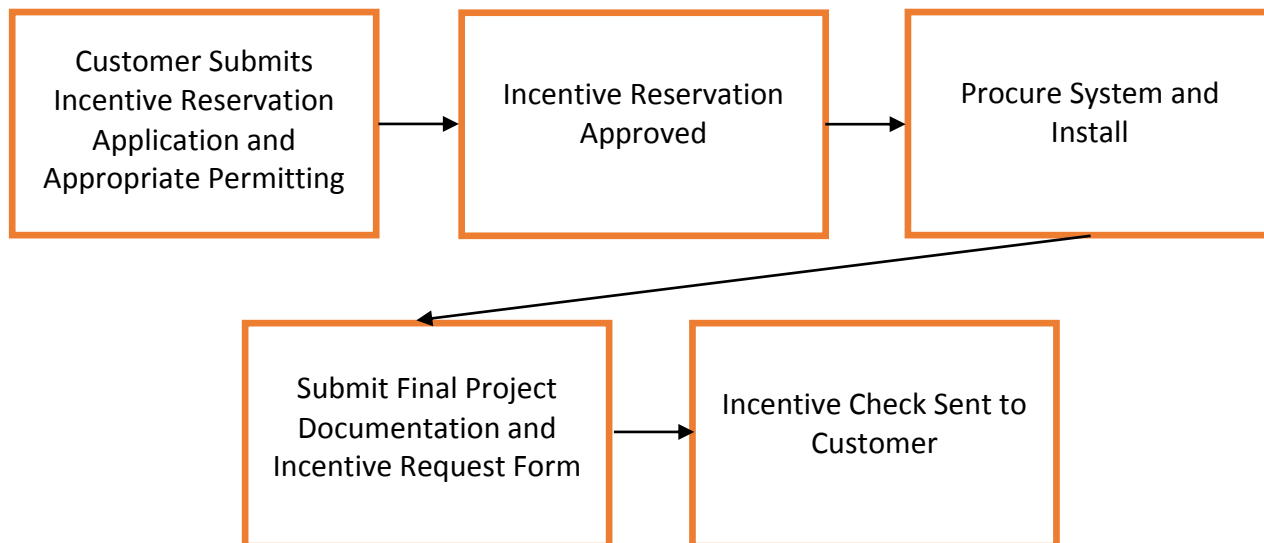 Customer Submits
Incentive Reservation
Application and
Appropriate Permitting
Incentive Reservation
Approved
Procure System and
Install
Submit Final Project
Documentation and
Incentive Request Form
Incentive Check Sent to
Customer